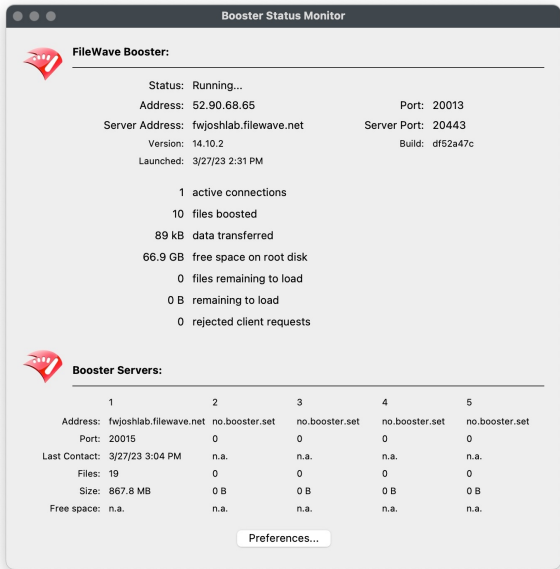 Booster Status Monitor
FileWave Booster:
Status: Running...
Address: 52.90.68.65 Port: 20013
Server Address: fwjoshlab.filewave.net Server Port: 20443
Version: 14.10.2 Build: df52a47c
Launched: 3/27/23 2:31 PM
1 active connections
10 files boosted
89 kB data transferred
66.9 GB free space on root disk
0 files remaining to load
0 B remaining to load
0 rejected client requests
Booster Servers:
1 2 3 4 5
Address: fwjoshlab.filewave.net no.booster.set no.booster.set no.booster.set no.booster.set
Port: 20015 0 0 0 0
Last Contact: 3/27/23 3:04 PM n.a. n.a. n.a. n.a.
Files: 19 0 0 0 0
Size: 867.8 MB 0 B 0 B 0 B 0 B
Free space: n.a. n.a. n.a. n.a. n.a.
Preferences...